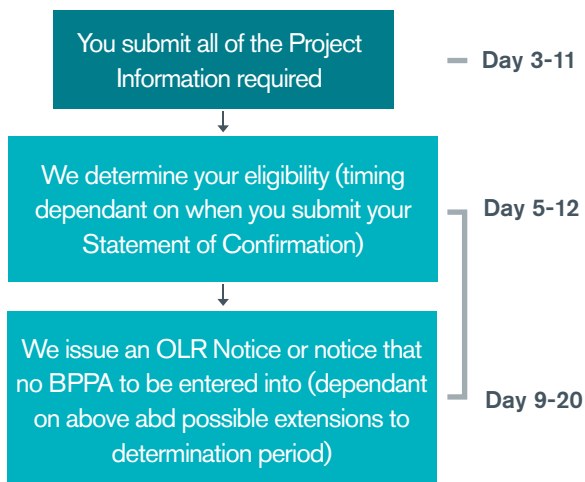 You submit all of the Project
Information required
Day 3-11
We determine your eligibility (timing
dependant on when you submit your
Statement of Confirmation)
Day 5-12
We issue an OLR Notice or notice that
no BPPA to be entered into (dependant
on above abd possible extensions to
determination period)
Day 9-20